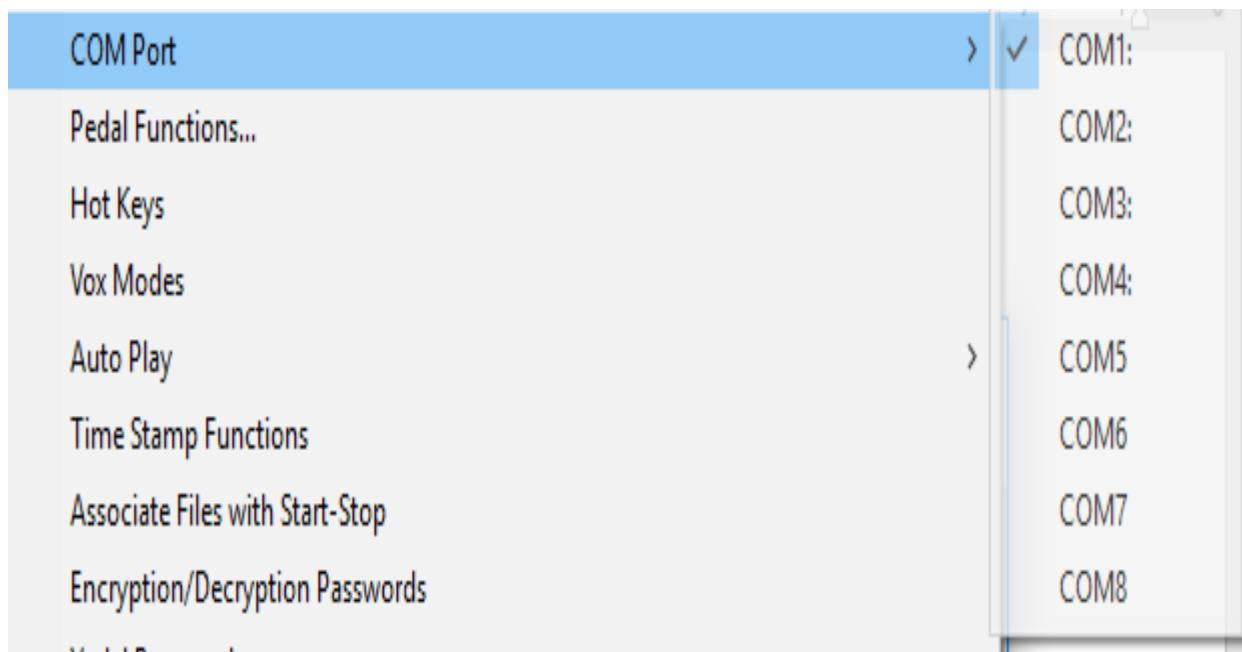 COM Port
Pedal Functions...
Hot Keys
Vox Modes
Auto Play
Time Stamp Functions
Associate Files with Start-Stop
Encryption/Decryption Passwords
COM1:
COM2:
COM3:
COM4:
COM5
COM6
COM7
COM8